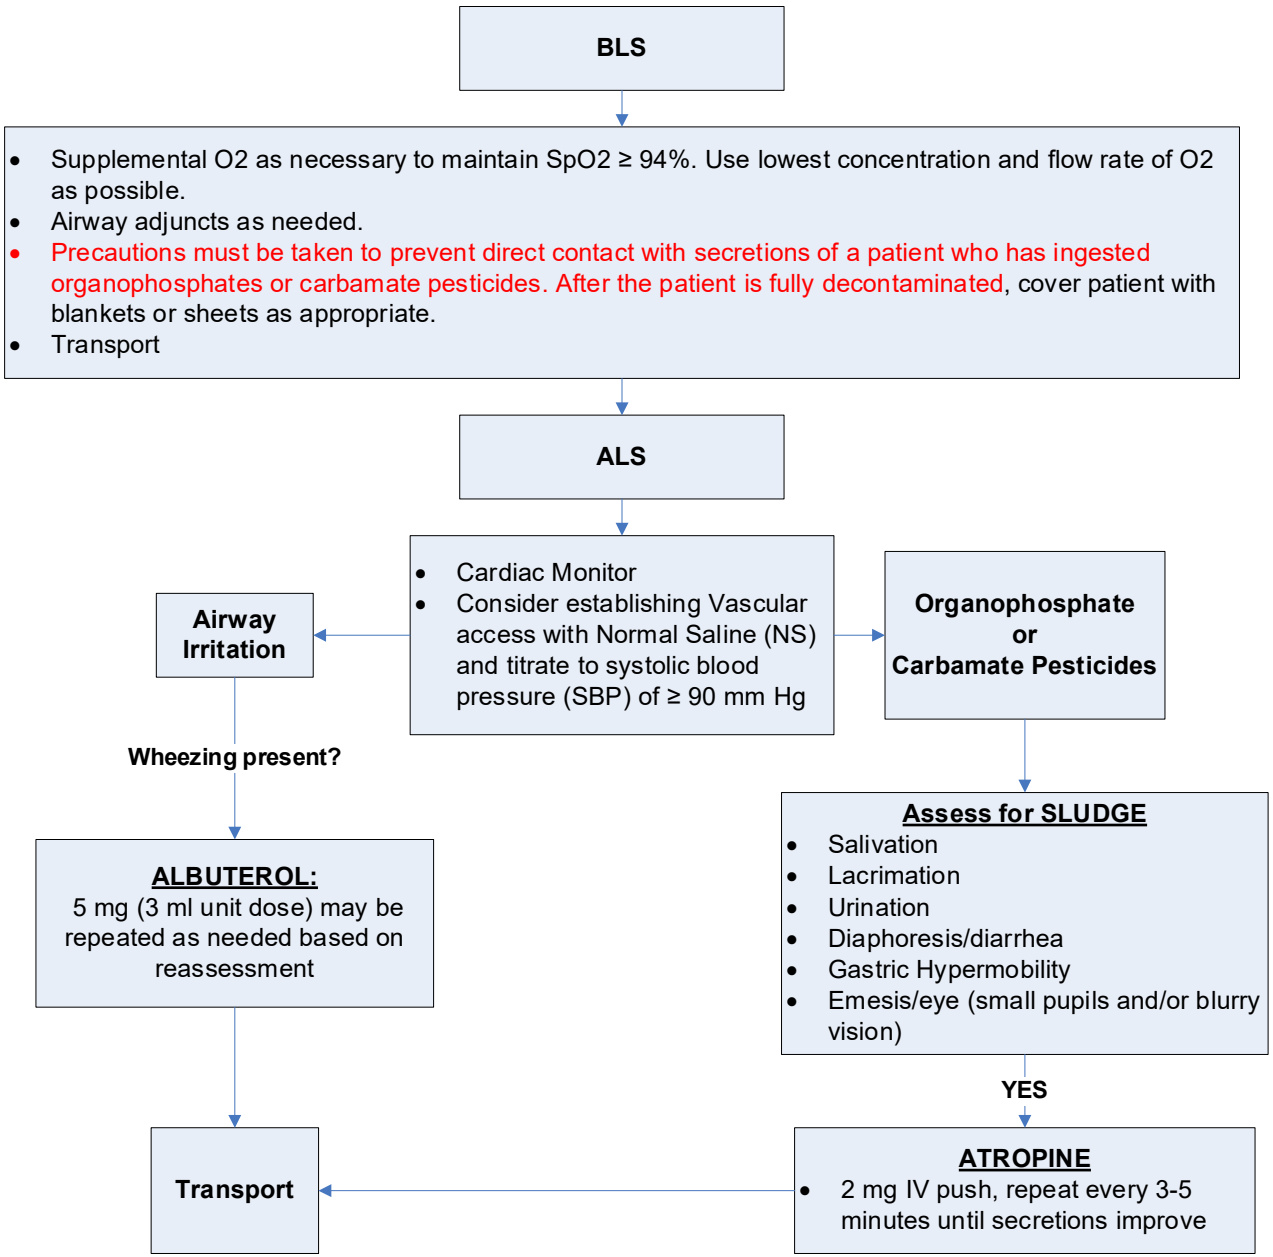 BLS
• Supplemental O2 as necessary to maintain SpO2 ≥ 94%. Use lowest concentration and flow rate of O2
as possible.
• Airway adjuncts as needed.
• Precautions must be taken to prevent direct contact with secretions of a patient who has ingested
organophosphates or carbamate pesticides. After the patient is fully decontaminated, cover patient with
blankets or sheets as appropriate.
• Transport
ALS
• Cardiac Monitor
• Consider establishing Vascular
access with Normal Saline (NS)
and titrate to systolic blood
pressure (SBP) of ≥ 90 mm Hg
Airway
Irritation
Wheezing present?
ALBUTEROL:
5 mg (3 ml unit dose) may be
repeated as needed based on
reassessment
Organophosphate
or
Carbamate Pesticides
Assess for SLUDGE
• Salivation
• Lacrimation
• Urination
• Diaphoresis/diarrhea
• Gastric Hypermobility
• Emesis/eye (small pupils and/or blurry
vision)
YES
ATROPINE
• 2 mg IV push, repeat every 3-5
minutes until secretions improve
Transport